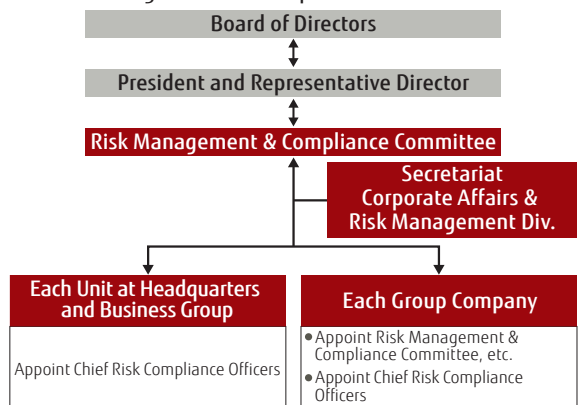 Board of Directors
President and Representative Director
Risk Management & Compliance Committee
Secretariat
Corporate Affairs &
Risk Management Div.
Each Unit at Headquarters
and Business Group
Appoint Chief Risk Compliance Officers
Each Group Company
● Appoint Risk Management &
Compliance Committee, etc.
● Appoint Chief Risk Compliance
Officers